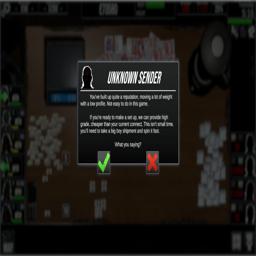 UNKNOWN SENDER
You've built up quite a reputation, moving a lot of weight
with a low profile. Not easy to do in this game.
If you're ready to make a set up, we can provide high
grade, cheaper than your current connect. This isn't small time,
you'll need to take a big boy shipment and spin it fast.
What you saying?